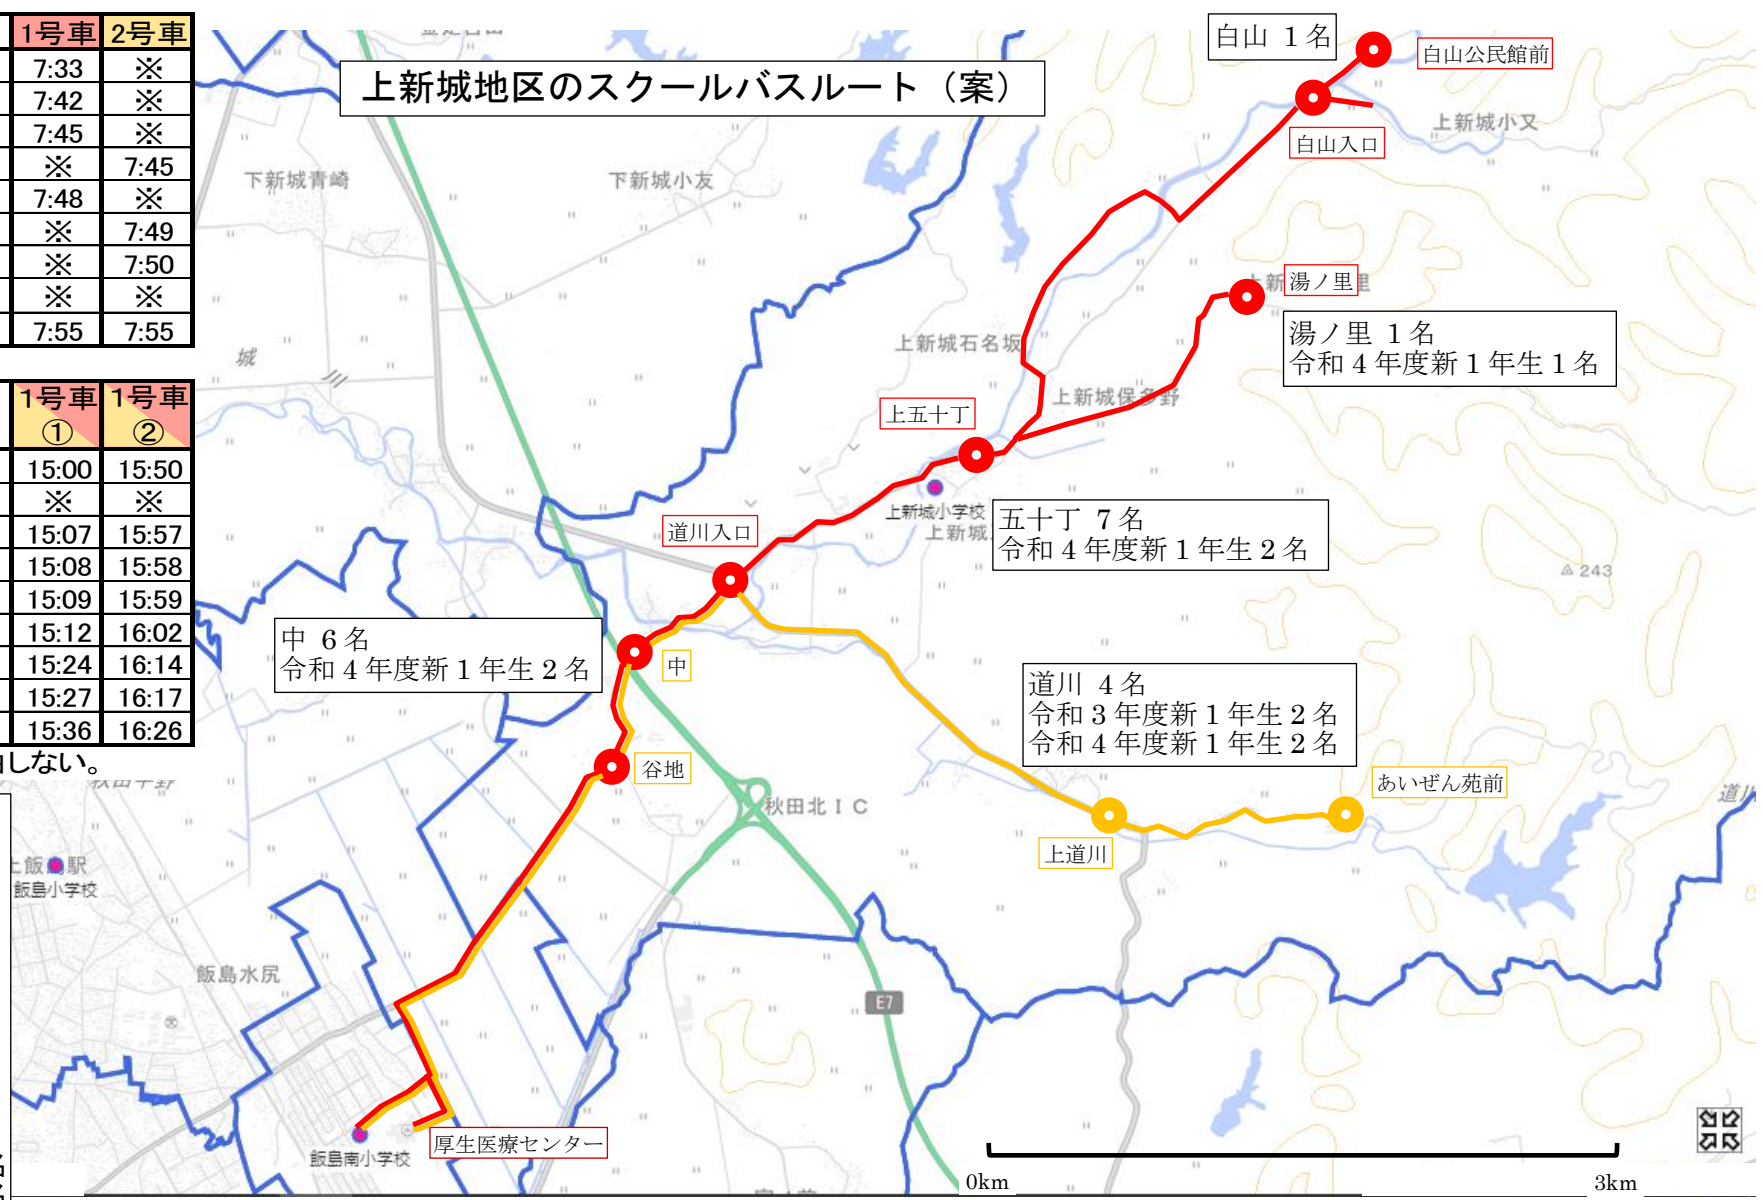 1号車 2号車
7:33 ※
7:42 ※
7:45 ※
※ 7:45
7:48 ※
※ 7:49
※ 7:50
※ ※
7:55 7:55
1号車① 1号車②
15:00 15:50
※ ※
15:07 15:57
15:08 15:58
15:09 15:59
15:12 16:02
15:24 16:14
15:27 16:17
15:36 16:26
しない。
上新城地区のスクールバスルート（案）
白山 1名
白山公民館前
白山入口
上新城小又
下新城青崎
下新城小友
湯ノ里
湯ノ里 1名
令和4年度新1年生1名
上新城石名坂
上新城保多野
城
川
上五十丁
上新城小学校
上新城
五十丁 7名
令和4年度新1年生2名
道川入口
243
中 6名
令和4年度新1年生2名
中
道川 4名
令和3年度新1年生2名
令和4年度新1年生2名
谷地
あいぜん苑前
秋田北IC
上道川
道川
上飯島駅
飯島小学校
飯島水尻
E7
厚生医療センター
飯島南小学校
0km 3km